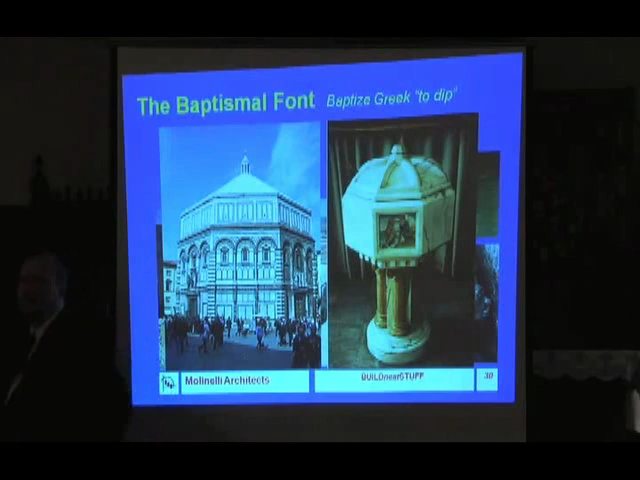 The Baptismal Font Baptize Greek "to dip"
Molinelli Architects BUILDnearSTUFF 30